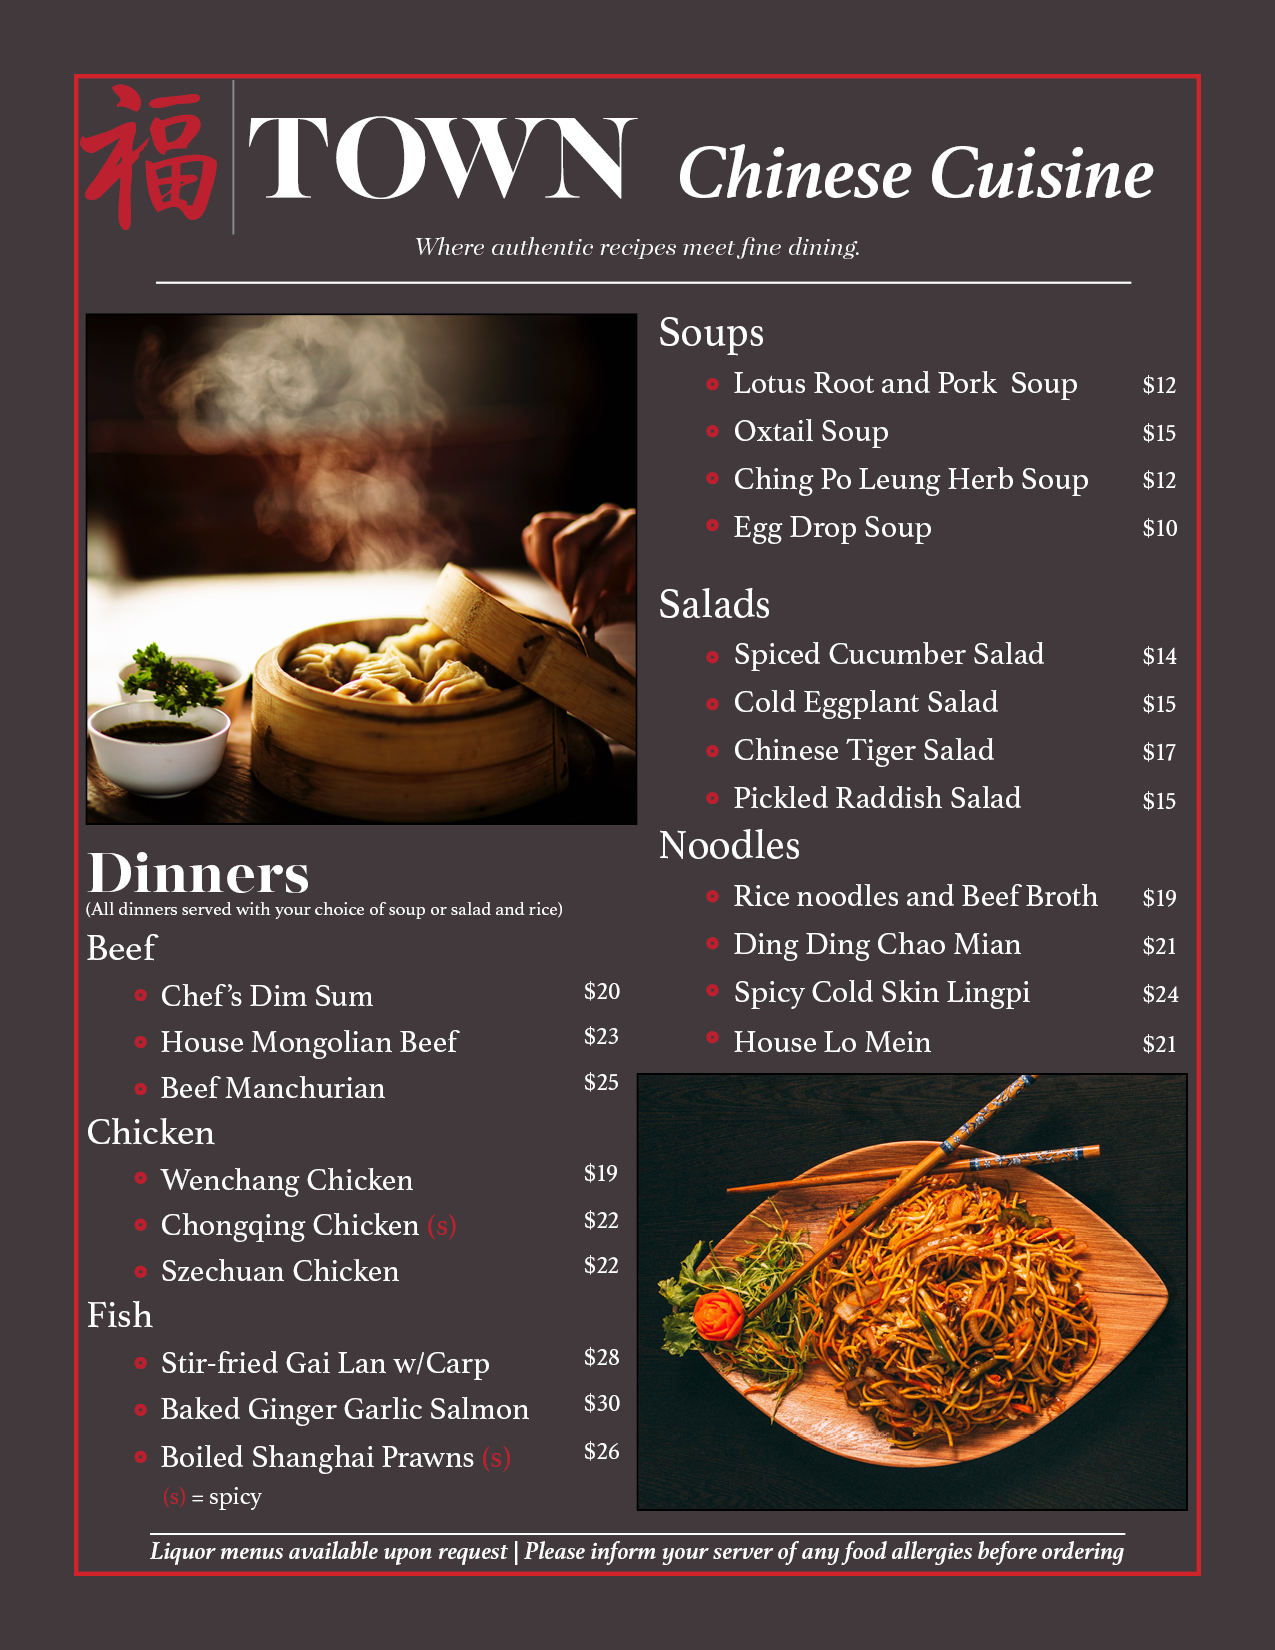 福
TOWN Chinese Cuisine
Where authentic recipes meet fine dining.
Soups
Lotus Root and Pork  Soup $12
Oxtail Soup $15
Ching Po Leung Herb Soup $12
Egg Drop Soup $10
Salads
Spiced Cucumber Salad $14
Cold Eggplant Salad $15
Chinese Tiger Salad $17
Pickled Raddish Salad $15
Noodles
Rice noodles and Beef Broth $19
Ding Ding Chao Mian $21
Spicy Cold Skin Lingpi $24
House Lo Mein $21
Dinners
(All dinners served with your choice of soup or salad and rice)
Beef
Chef's Dim Sum $20
House Mongolian Beef $23
Beef Manchurian $25
Chicken
Wenchang Chicken $19
Chongqing Chicken (s) $22
Szechuan Chicken $22
Fish
Stir-fried Gai Lan w/Carp $28
Baked Ginger Garlic Salmon $30
Boiled Shanghai Prawns (s) $26
(s) = spicy
Liquor menus available upon request | Please inform your server of any food allergies before ordering